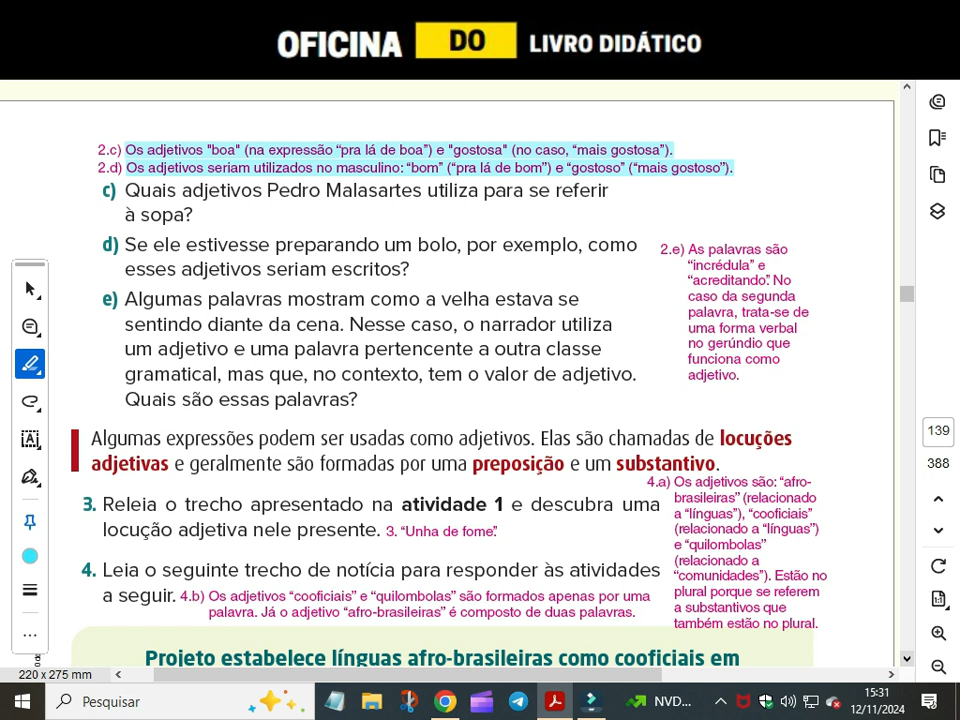 OFICINA DO LIVRO DIDÁTICO
2.c) Os adjetivos "boa" (na expressão “pra lá de boa”) e "gostosa" (no caso, “mais gostosa”).
2.d) Os adjetivos seriam utilizados no masculino: “bom” (“pra lá de bom”) e “gostoso” (“mais gostoso”).
c) Quais adjetivos Pedro Malasartes utiliza para se referir
à sopa?
d) Se ele estivesse preparando um bolo, por exemplo, como
esses adjetivos seriam escritos?
e) Algumas palavras mostram como a velha estava se
sentindo diante da cena. Nesse caso, o narrador utiliza
um adjetivo e uma palavra pertencente a outra classe
gramatical, mas que, no contexto, tem o valor de adjetivo.
Quais são essas palavras?
2.e) As palavras são
“incrédula” e
“acreditando”. No
caso da segunda
palavra, trata-se de
uma forma verbal
no gerúndio que
funciona como
adjetivo.
Algumas expressões podem ser usadas como adjetivos. Elas são chamadas de locuções
adjetivas e geralmente são formadas por uma preposição e um substantivo.
3. Releia o trecho apresentado na atividade 1 e descubra uma
locução adjetiva nele presente. 3. “Unha de fome”.
4. Leia o seguinte trecho de notícia para responder às atividades
a seguir. 4.b) Os adjetivos “cooficiais” e “quilombolas” são formados apenas por uma
palavra. Já o adjetivo “afro-brasileiras” é composto de duas palavras.
4.a) Os adjetivos são: “afro-
brasileiras” (relacionado
a “línguas”), “cooficiais”
(relacionado a “línguas”)
e “quilombolas”
(relacionado a
“comunidades”). Estão no
plural porque se referem
a substantivos que
também estão no plural.
Projeto estabelece línguas afro-brasileiras como cooficiais em
139
388
220 x 275 mm
Pesquisar
NVD...
15:31
12/11/2024